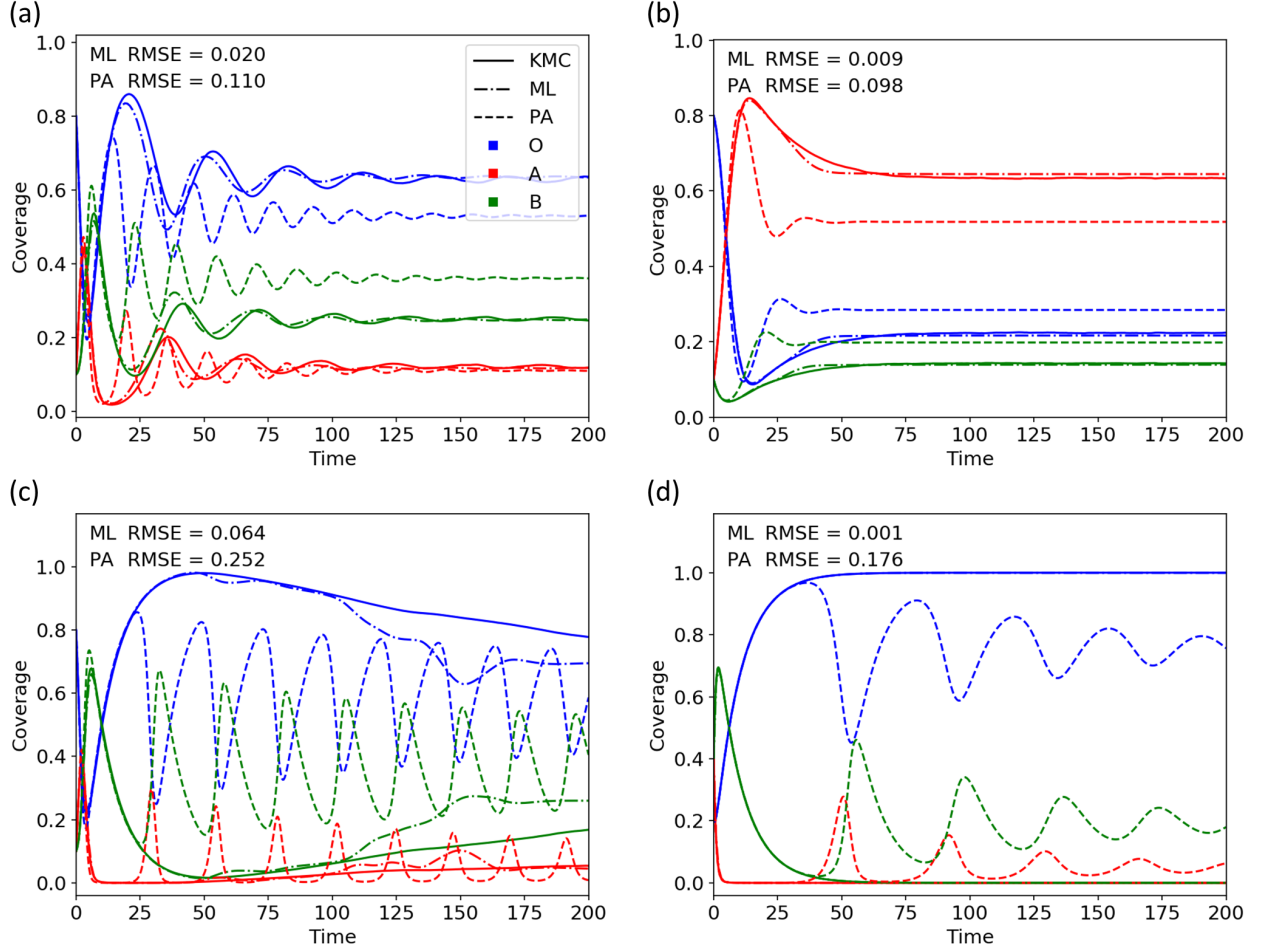 (a)
ML RMSE = 0.020
PA RMSE = 0.110
KMC
ML
PA
O
A
B
1.0
0.8
0.6
0.4
0.2
0.0
Coverage
0 25 50 75 100 125 150 175 200
Time
(b)
ML RMSE = 0.009
PA RMSE = 0.098
1.0
0.8
0.6
0.4
0.2
0.0
Coverage
0 25 50 75 100 125 150 175 200
Time
(c)
ML RMSE = 0.064
PA RMSE = 0.252
1.0
0.8
0.6
0.4
0.2
0.0
Coverage
0 25 50 75 100 125 150 175 200
Time
(d)
ML RMSE = 0.001
PA RMSE = 0.176
1.0
0.8
0.6
0.4
0.2
0.0
Coverage
0 25 50 75 100 125 150 175 200
Time